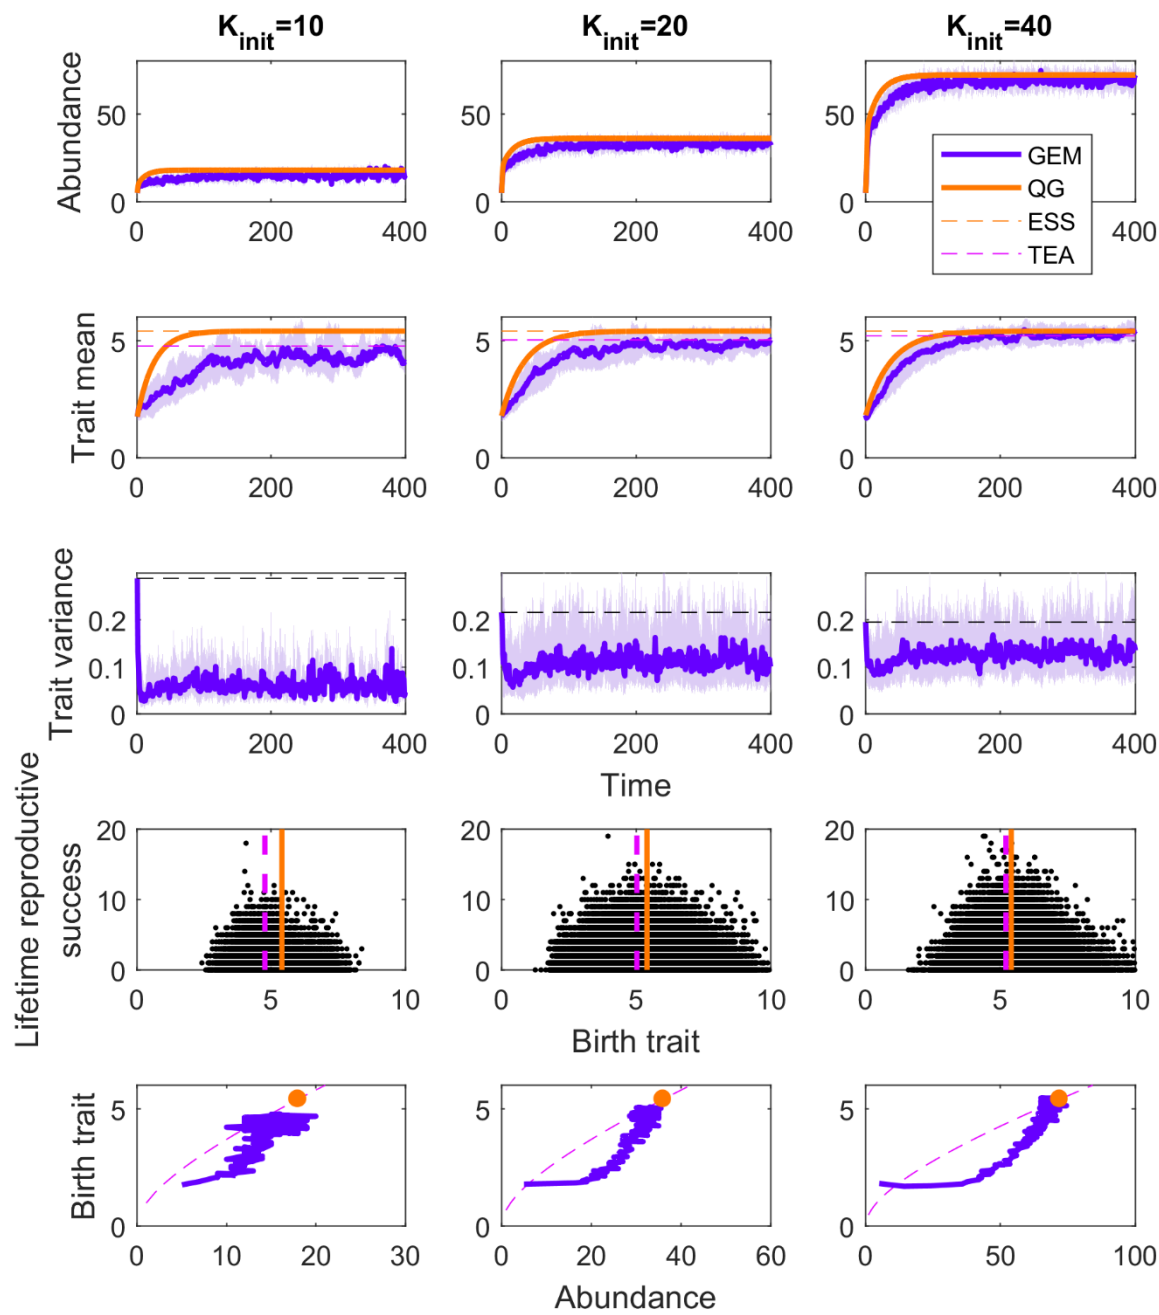 K_init=10 K_init=20 K_init=40
Abundance
50
0
0 200 400
50
0
0 200 400
50
0
0 200 400
GEM
QG
ESS
TEA
Trait mean
5
0
0 200 400
5
0
0 200 400
5
0
0 200 400
Trait variance
0.2
0.1
0
0 200 400
0.2
0.1
0
0 200 400
0.2
0.1
0
0 200 400
Time
Lifetime reproductive
success
20
10
0
0 5 10
20
10
0
0 5 10
20
10
0
0 5 10
Birth trait
Birth trait
5
0
0 10 20 30
5
0
0 20 40 60
5
0
0 50 100
Abundance